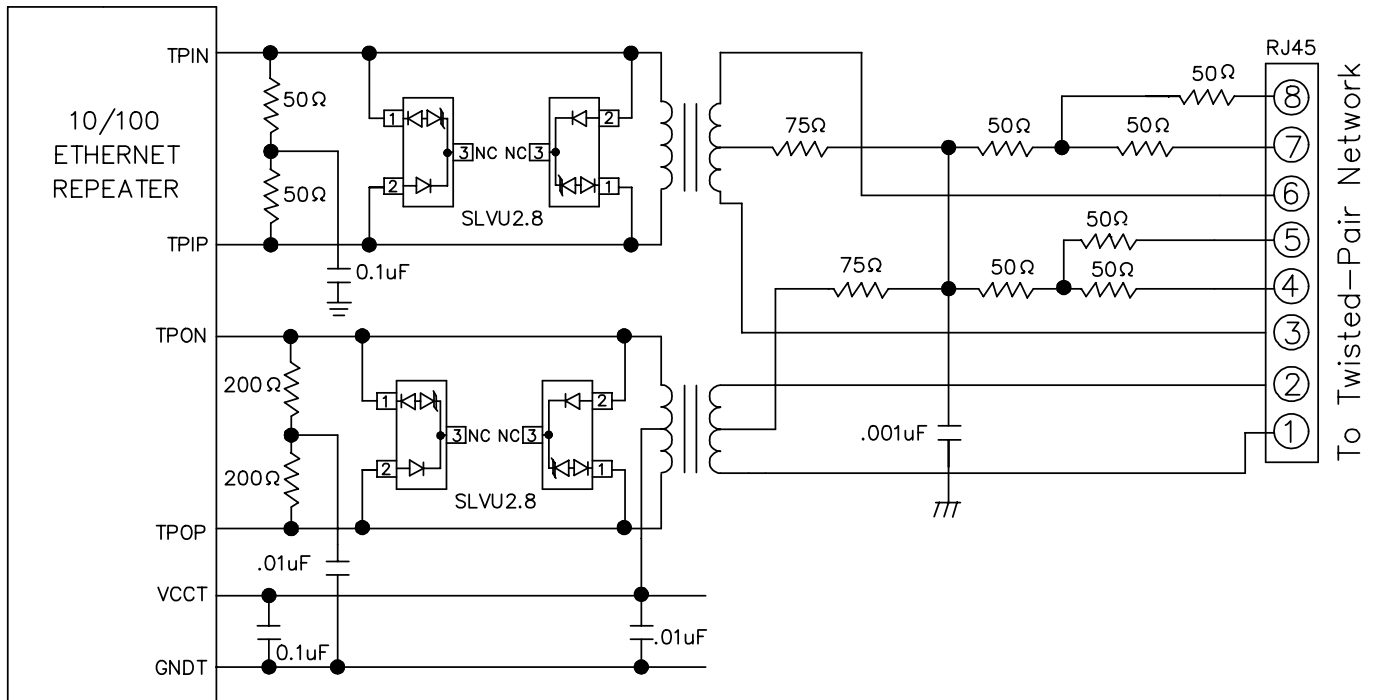 10/100
ETHERNET
REPEATER
TPIN
50Ω
50Ω
TPIP
0.1uF
1
2
3
NC
NC
3
2
1
SLVU2.8
TPON
200Ω
200Ω
TPOP
.01uF
1
2
3
NC
NC
3
2
1
SLVU2.8
VCCT
0.1uF
.01uF
GNDT
75Ω
50Ω
50Ω
50Ω
75Ω
50Ω
50Ω
50Ω
.001uF
RJ45
8
7
6
5
4
3
2
1
To Twisted-Pair Network